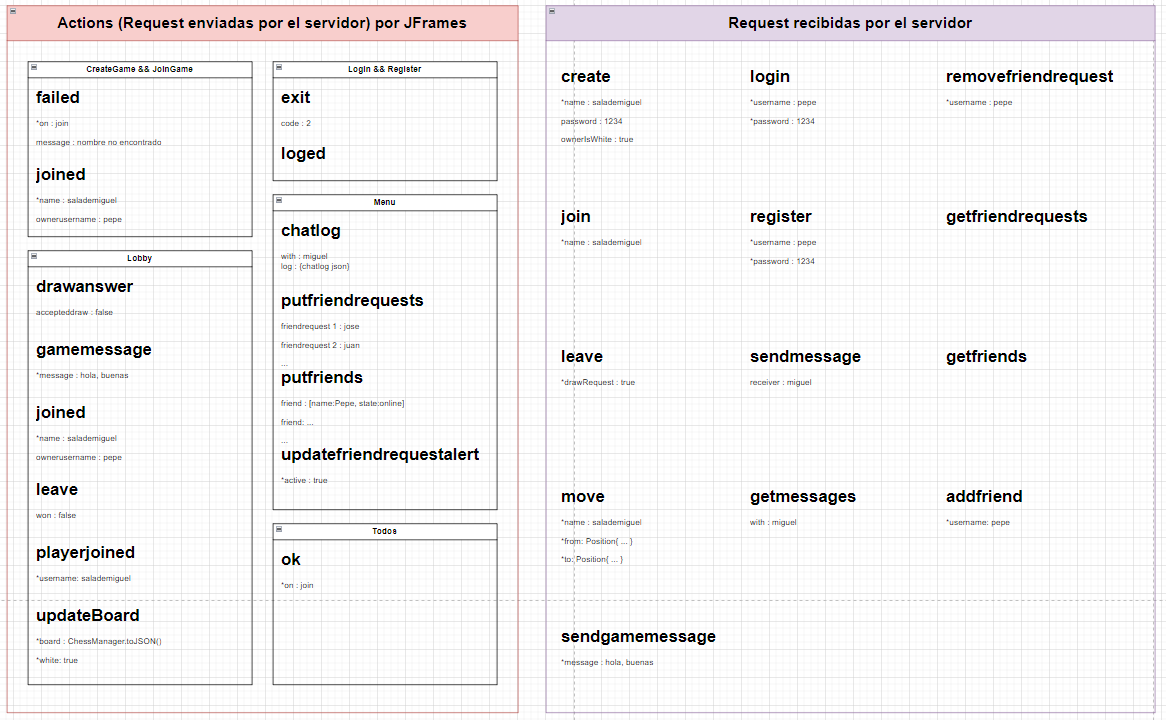 Actions (Request enviadas por el servidor) por JFrames
CreateGame && JoinGame
failed
*on : join
message : nombre no encontrado
joined
*name : salademiguel
ownerusername : pepe
Lobby
drawanswer
accepteddraw : false
gamemessage
*message : hola, buenas
joined
*name : salademiguel
ownerusername : pepe
leave
won : false
playerjoined
*username: salademiguel
updateBoard
*board : ChessManager.toJSON()
*white: true
Login && Register
exit
code : 2
loged
Menu
chatlog
with : miguel
log : {chatlog json}
putfriendrequests
friendrequest 1 : jose
friendrequest 2 : juan
...
putfriends
friend : [name:Pepe, state:online]
friend: ...
...
updatefriendrequestalert
*active : true
Todos
ok
*on : join
Request recibidas por el servidor
create
*name : salademiguel
password : 1234
ownerIsWhite : true
login
*username : pepe
*password : 1234
removefriendrequest
*username : pepe
join
*name : salademiguel
register
*username : pepe
*password : 1234
getfriendrequests
leave
*drawRequest : true
sendmessage
receiver : miguel
getfriends
move
*name : salademiguel
*from: Position{ ... }
*to: Position{ ... }
getmessages
with : miguel
addfriend
*username: pepe
sendgamemessage
*message : hola, buenas